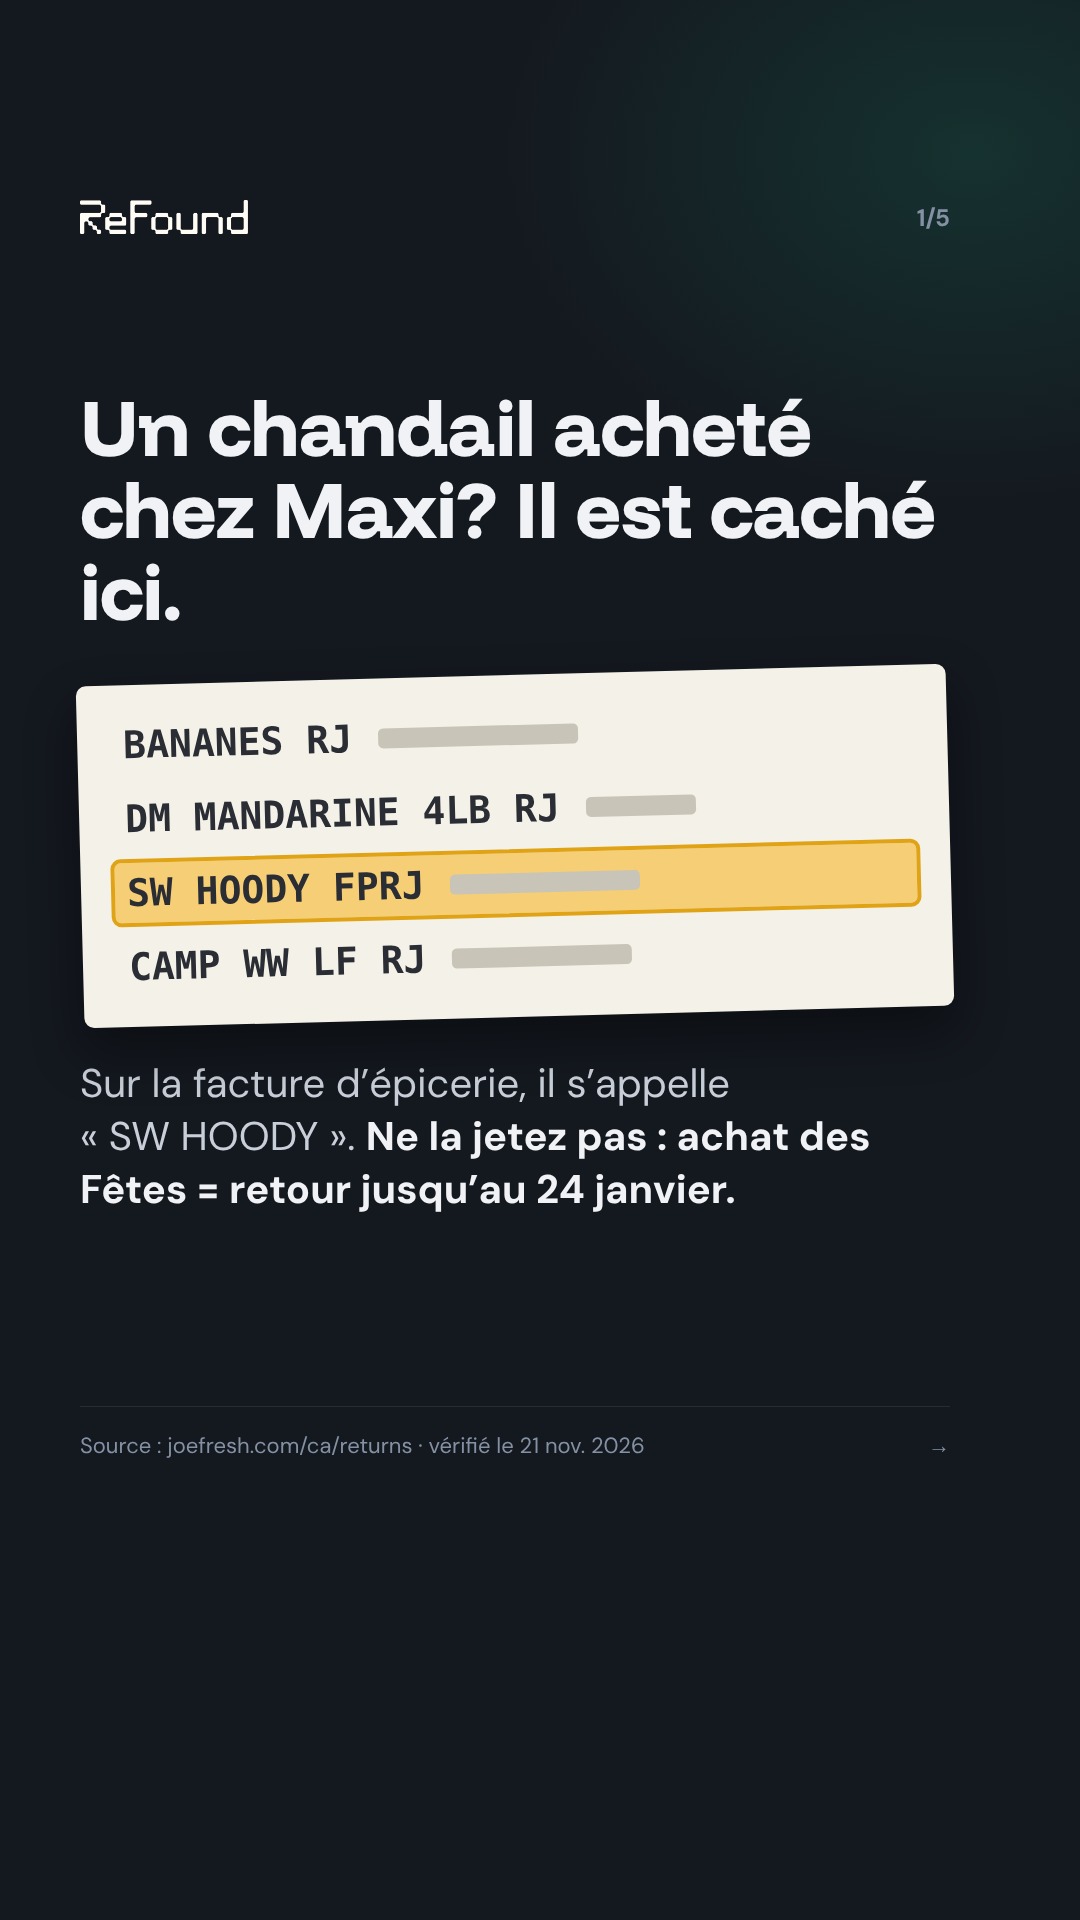 ReFound
1/5
Un chandail acheté
chez Maxi? Il est caché
ici.
BANANES RJ
DM MANDARINE 4LB RJ
SW HOODY FPRJ
CAMP WW LF RJ
Sur la facture d’épicerie, il s’appelle
« SW HOODY ». Ne la jetez pas : achat des
Fêtes = retour jusqu’au 24 janvier.
Source : joefresh.com/ca/returns · vérifié le 21 nov. 2026 →